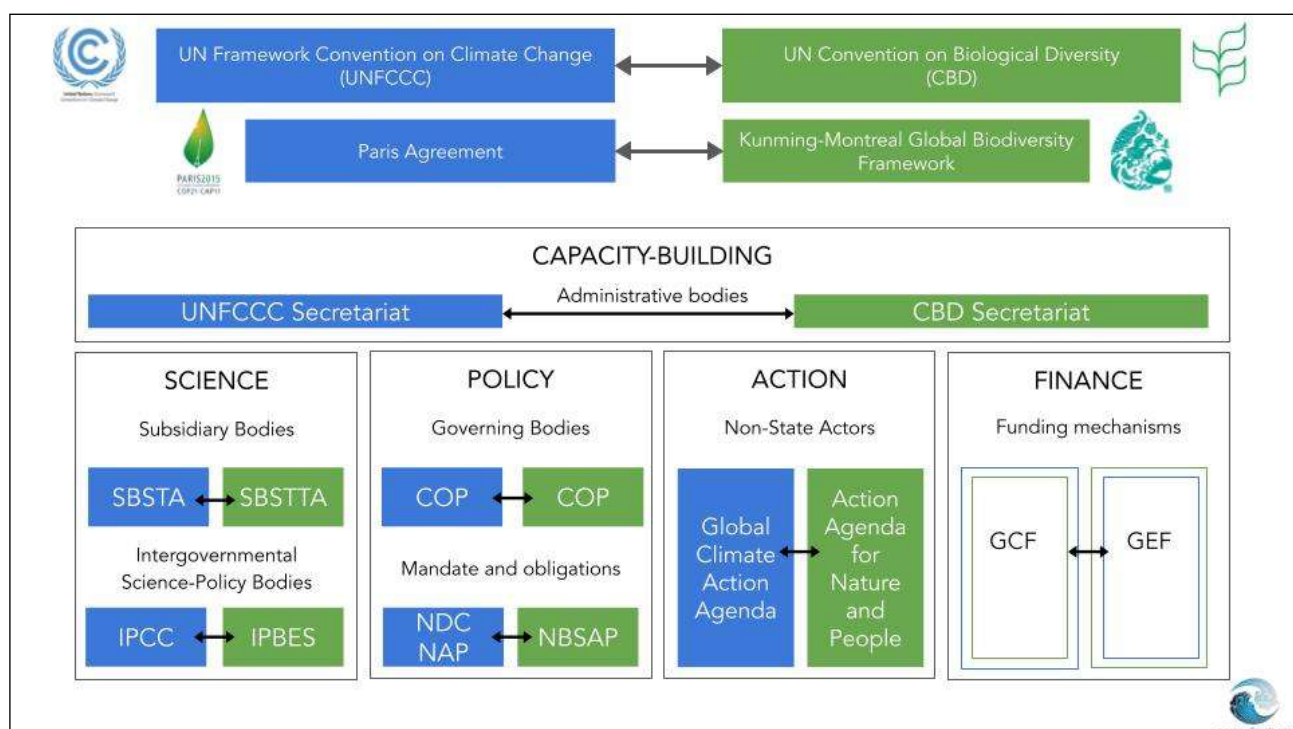 UN Framework Convention on Climate Change
(UNFCCC)
UN Convention on Biological Diversity
(CBD)
Paris Agreement
Kunming-Montreal Global Biodiversity
Framework
PARIS2015
COP21·CMP11
CAPACITY-BUILDING
Administrative bodies
UNFCCC Secretariat
CBD Secretariat
SCIENCE
Subsidiary Bodies
SBSTA
SBSTTA
Intergovernmental
Science-Policy Bodies
IPCC
IPBES
POLICY
Governing Bodies
COP
COP
Mandate and obligations
NDC
NAP
NBSAP
ACTION
Non-State Actors
Global
Climate
Action
Agenda
Action
Agenda
for
Nature
and
People
FINANCE
Funding mechanisms
GCF
GEF